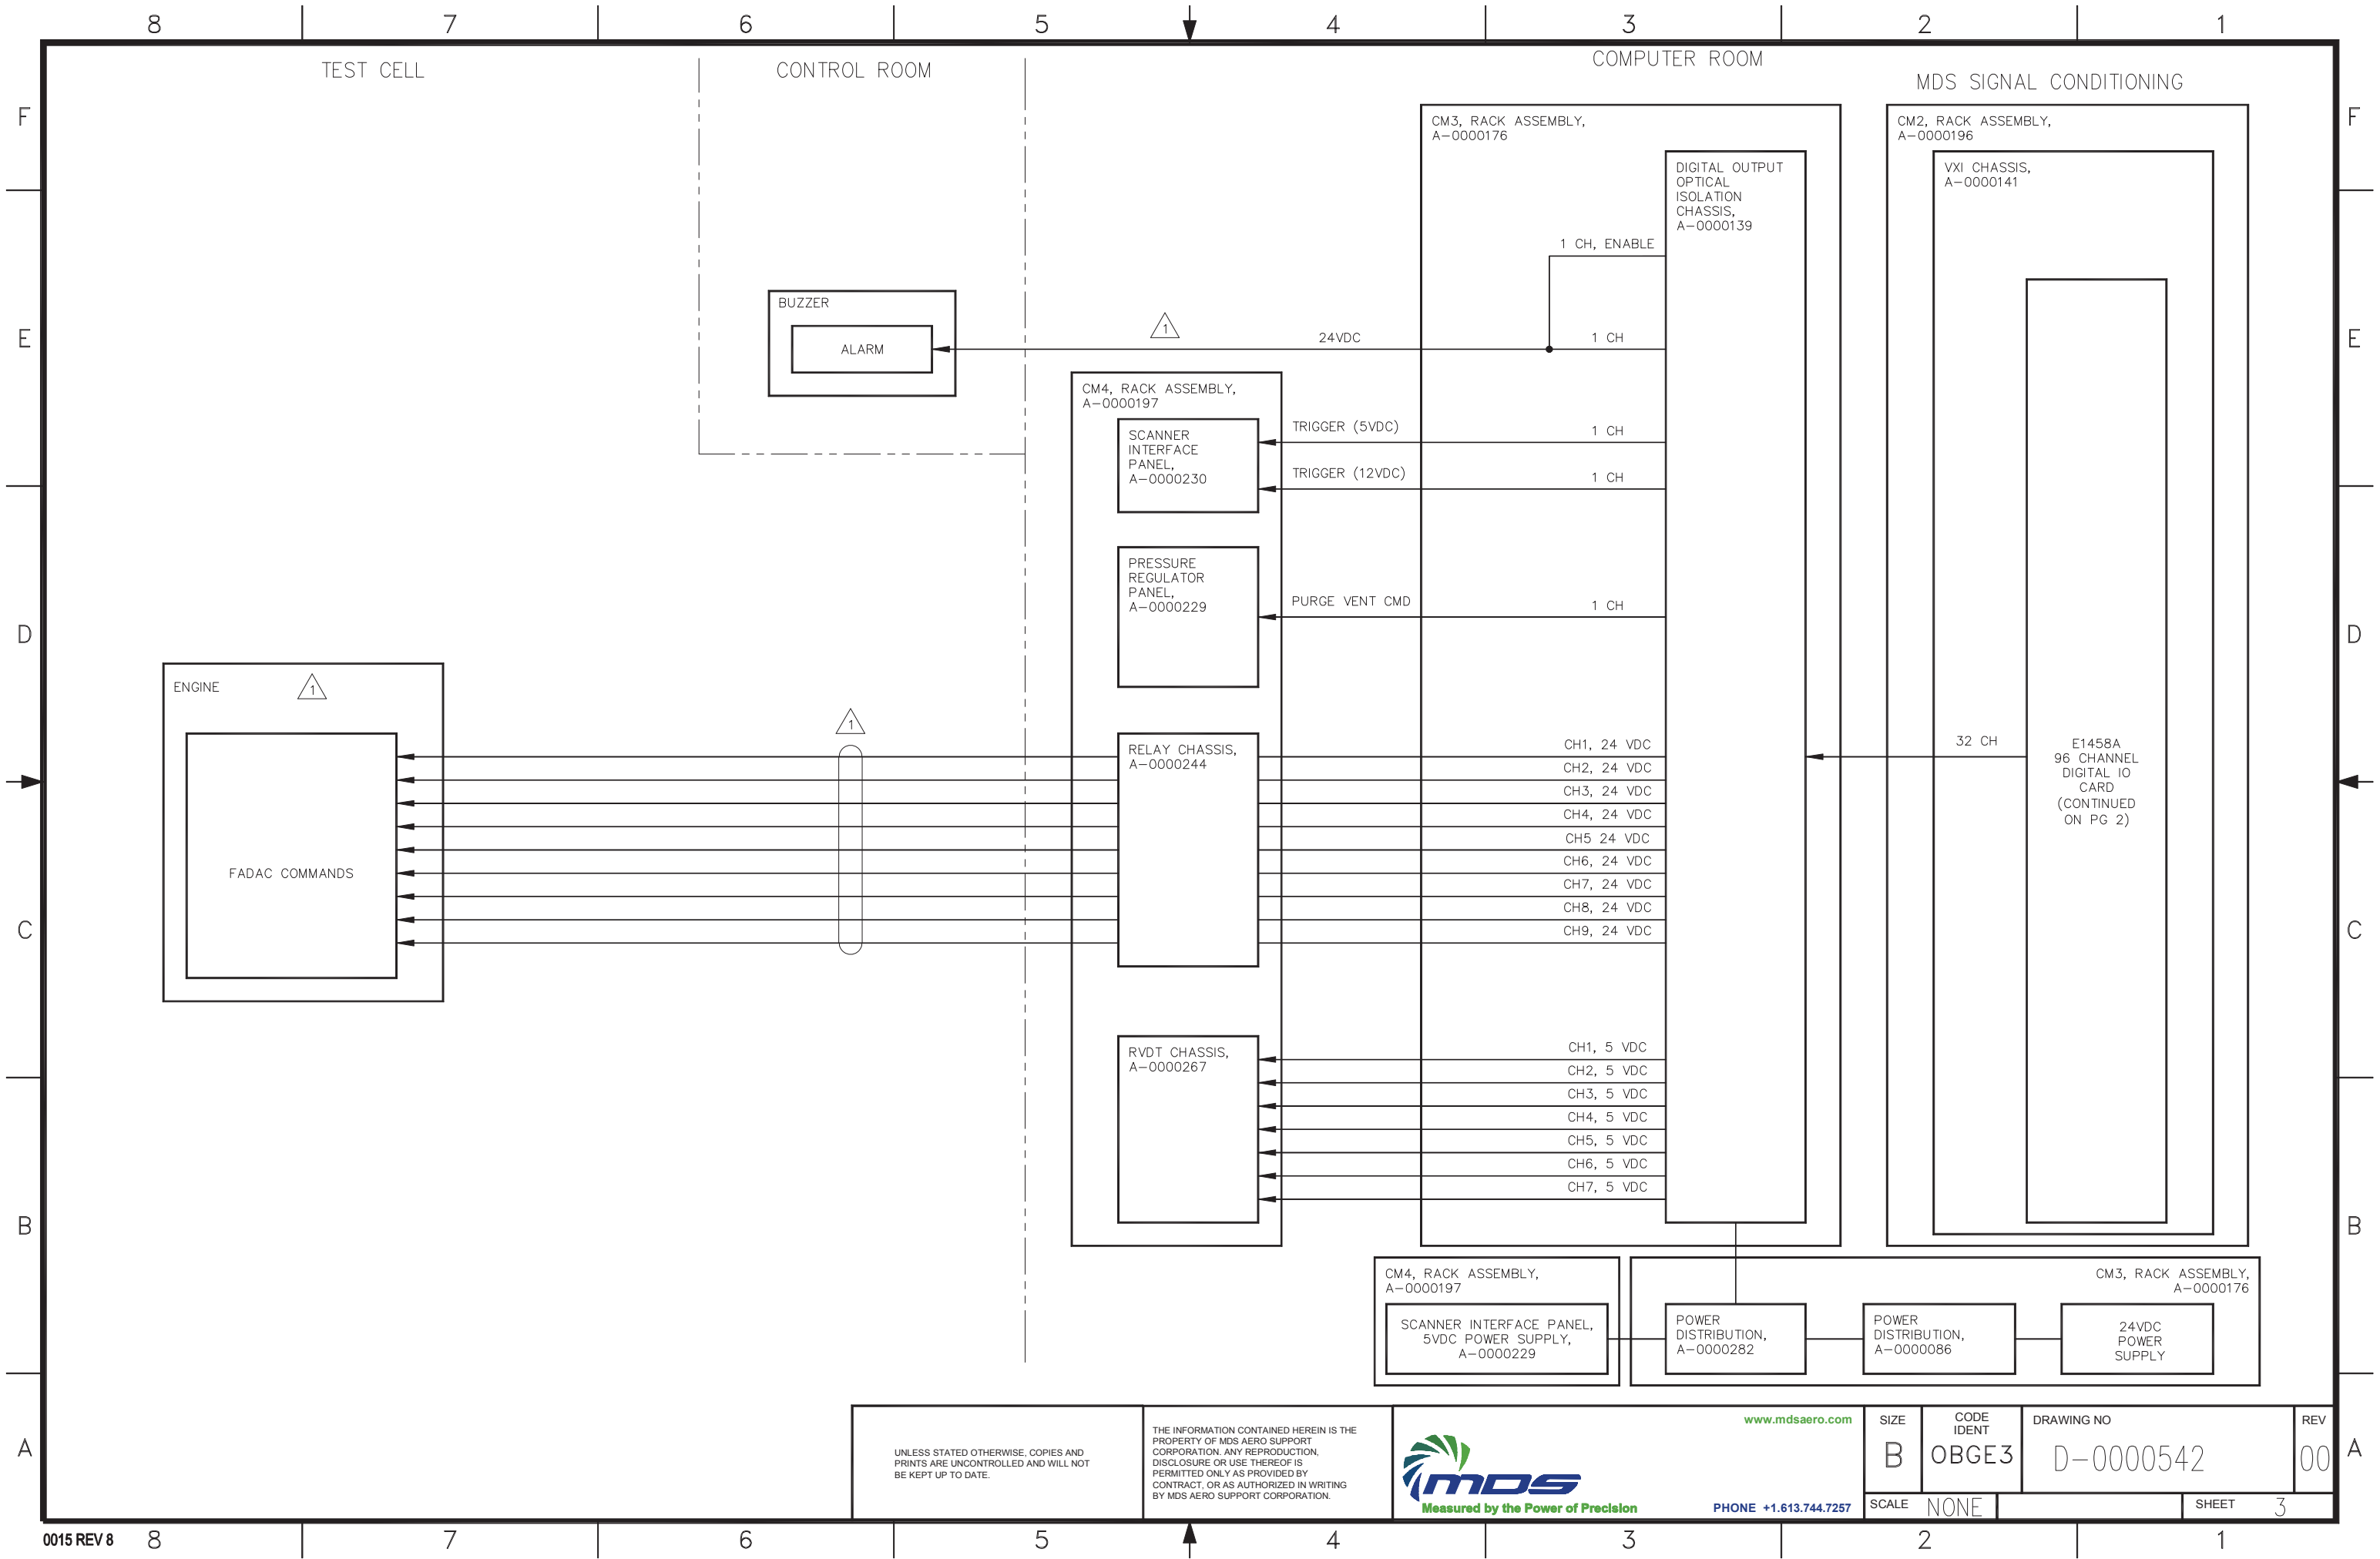 8 7 6 5 4 3 2 1
TEST CELL
CONTROL ROOM
COMPUTER ROOM
MDS SIGNAL CONDITIONING
F
F
CM3, RACK ASSEMBLY,
A-0000176
CM2, RACK ASSEMBLY,
A-0000196
DIGITAL OUTPUT
OPTICAL
ISOLATION
CHASSIS,
A-0000139
VXI CHASSIS,
A-0000141
1 CH, ENABLE
BUZZER
ALARM
1
24VDC
1 CH
E
E
CM4, RACK ASSEMBLY,
A-0000197
SCANNER
INTERFACE
PANEL,
A-0000230
TRIGGER (5VDC)
1 CH
TRIGGER (12VDC)
1 CH
PRESSURE
REGULATOR
PANEL,
A-0000229
PURGE VENT CMD
1 CH
D
D
ENGINE
1
1
FADAC COMMANDS
RELAY CHASSIS,
A-0000244
CH1, 24 VDC
CH2, 24 VDC
CH3, 24 VDC
CH4, 24 VDC
CH5 24 VDC
CH6, 24 VDC
CH7, 24 VDC
CH8, 24 VDC
CH9, 24 VDC
32 CH
E1458A
96 CHANNEL
DIGITAL IO
CARD
(CONTINUED
ON PG 2)
C
C
RVDT CHASSIS,
A-0000267
CH1, 5 VDC
CH2, 5 VDC
CH3, 5 VDC
CH4, 5 VDC
CH5, 5 VDC
CH6, 5 VDC
CH7, 5 VDC
B
B
CM4, RACK ASSEMBLY,
A-0000197
SCANNER INTERFACE PANEL,
5VDC POWER SUPPLY,
A-0000229
CM3, RACK ASSEMBLY,
A-0000176
POWER
DISTRIBUTION,
A-0000282
POWER
DISTRIBUTION,
A-0000086
24VDC
POWER
SUPPLY
A
A
UNLESS STATED OTHERWISE, COPIES AND
PRINTS ARE UNCONTROLLED AND WILL NOT
BE KEPT UP TO DATE.
THE INFORMATION CONTAINED HEREIN IS THE
PROPERTY OF MDS AERO SUPPORT
CORPORATION. ANY REPRODUCTION,
DISCLOSURE OR USE THEREOF IS
PERMITTED ONLY AS PROVIDED BY
CONTRACT, OR AS AUTHORIZED IN WRITING
BY MDS AERO SUPPORT CORPORATION.
www.mdsaero.com
MDS
Measured by the Power of Precision
PHONE +1.613.744.7257
SIZE
B
CODE
IDENT
OBGE3
DRAWING NO
D-0000542
REV
00
SCALE NONE
SHEET 3
0015 REV 8
8 7 6 5 4 3 2 1